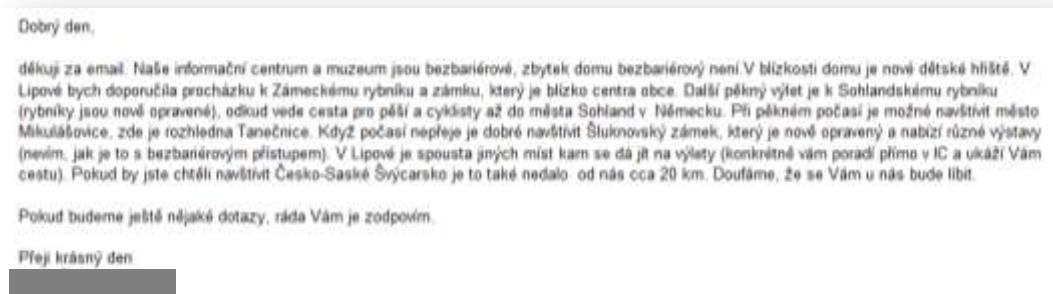 Dobrý den,
děkuji za email. Naše informační centrum a muzeum jsou bezbariérové, zbytek domu bezbariérový není.V blízkosti domu je nové dětské hřiště. V
Lipové bych doporučila procházku k Zámeckému rybníku a zámku, který je blízko centra obce. Další pěkný výlet je k Sohlandskému rybníku
(rybníky jsou nově opravené), odkud vede cesta pro pěší a cyklisty až do města Sohland v Německu. Při pěkném počasí je možné navštívit město
Mikulášovice, zde je rozhledna Tanečnice. Když počasí nepřeje je dobré navštívit Šluknovský zámek, který je nově opravený a nabízí různé výstavy
(nevím, jak je to s bezbariérovým přístupem). V Lipové je spousta jiných míst kam se dá jít na výlety (konkrétně vám poradí přímo v IC a ukáží Vám
cestu). Pokud by jste chtěli navštívit Česko-Saské Švýcarsko je to také nedalo od nás cca 20 km. Doufáme, že se Vám u nás bude líbit.
Pokud budeme ještě nějaké dotazy, ráda Vám je zodpovím.
Přeji krásný den